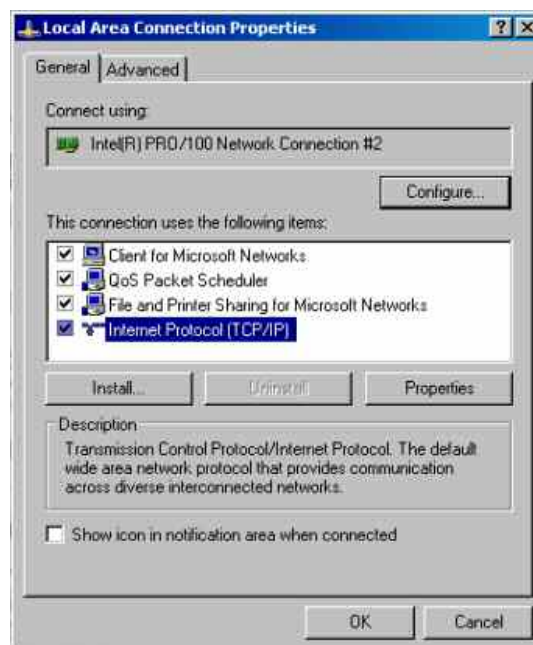 Local Area Connection Properties
General
Advanced
Connect using:
Intel(R) PRO/100 Network Connection #2
Configure...
This connection uses the following items:
Client for Microsoft Networks
QoS Packet Scheduler
File and Printer Sharing for Microsoft Networks
Internet Protocol (TCP/IP)
Install...
Uninstall
Properties
Description
Transmission Control Protocol/Internet Protocol. The default
wide area network protocol that provides communication
across diverse interconnected networks.
Show icon in notification area when connected
OK
Cancel